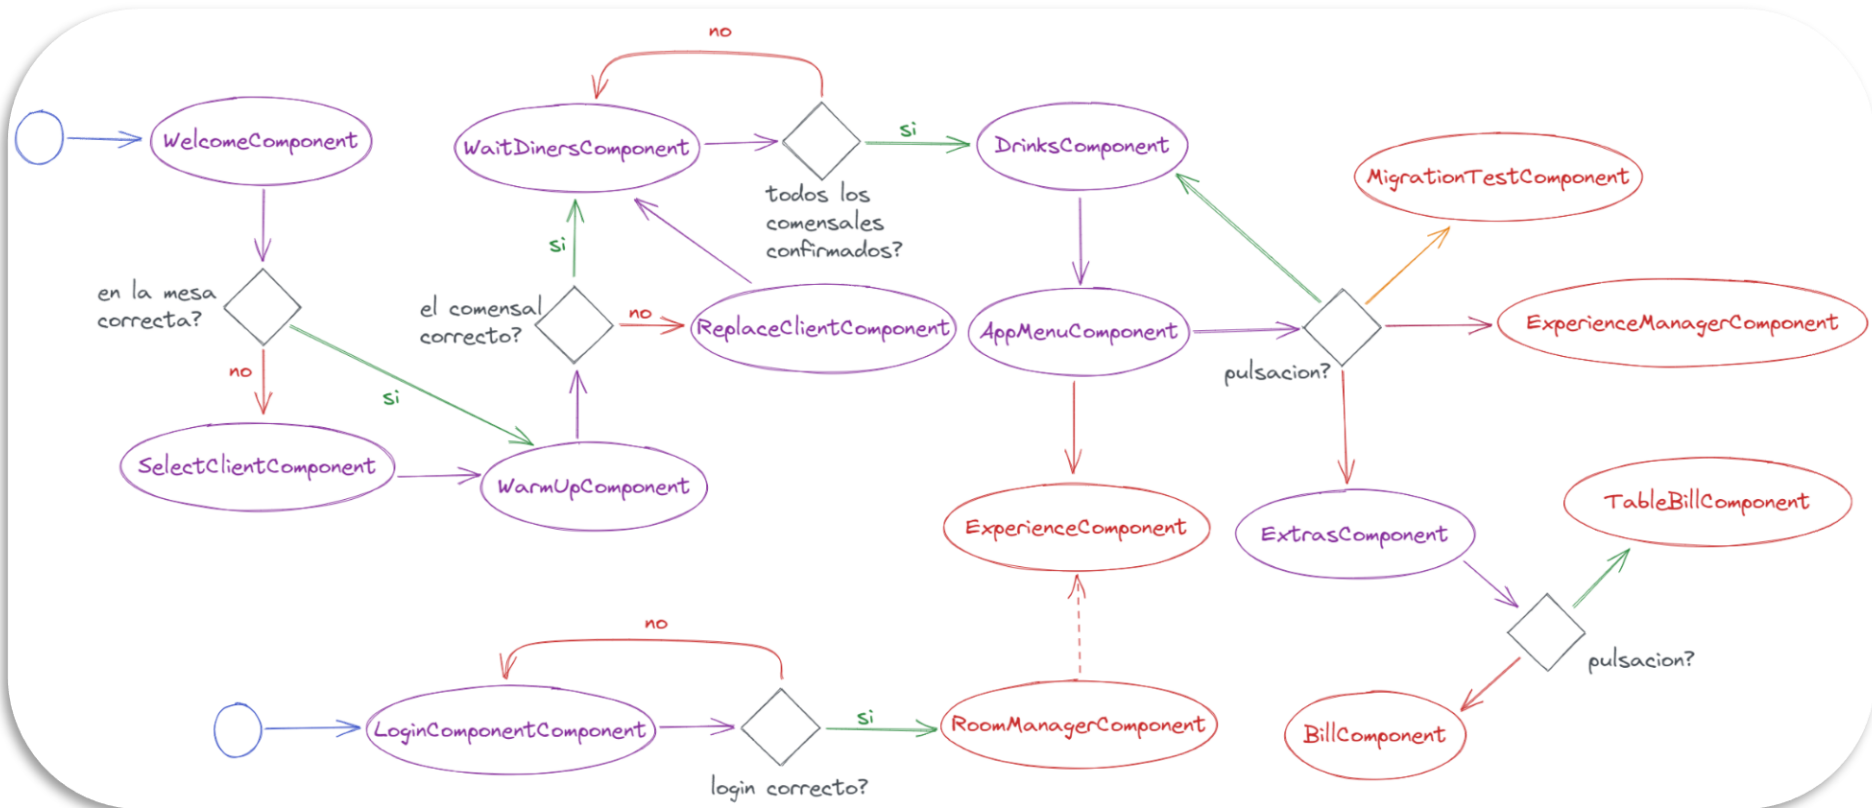 no
WelcomeComponent
WaitDinersComponent
si
DrinksComponent
todos los
comensales
confirmados?
MigrationTestComponent
en la mesa
correcta?
si
el comensal
correcto?
no
ReplaceClientComponent
AppMenuComponent
pulsacion?
ExperienceManagerComponent
no
si
SelectClientComponent
WarmUpComponent
ExperienceComponent
ExtrasComponent
TableBillComponent
pulsacion?
no
LoginComponentComponent
si
RoomManagerComponent
BillComponent
login correcto?